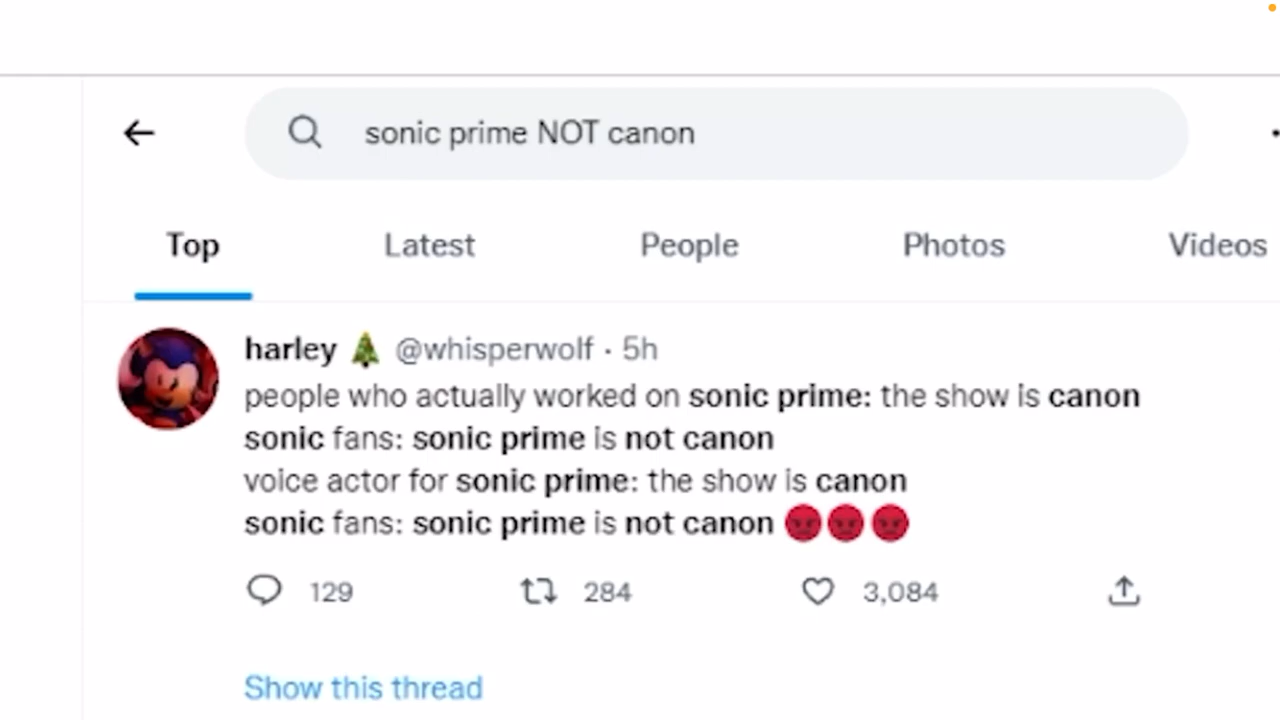 sonic prime NOT canon
Top Latest People Photos Videos
harley 🎄 @whisperwolf · 5h
people who actually worked on sonic prime: the show is canon
sonic fans: sonic prime is not canon
voice actor for sonic prime: the show is canon
sonic fans: sonic prime is not canon 😡😡😡
129 284 3,084
Show this thread